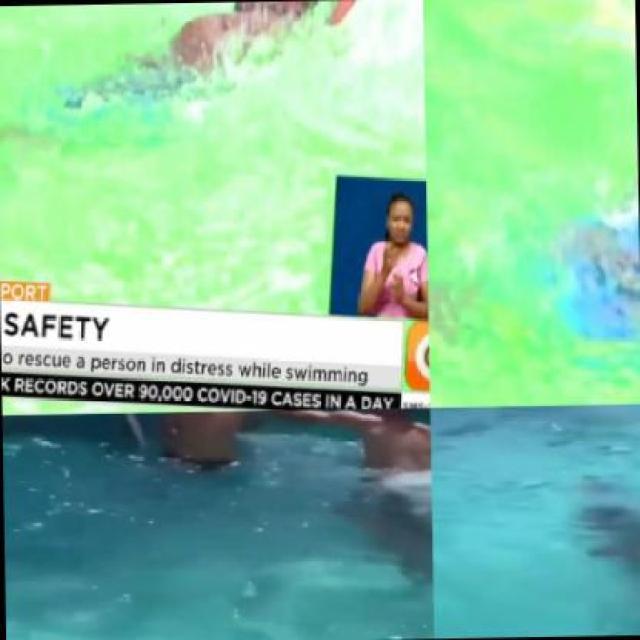 PORT
SAFETY
o rescue a person in distress while swimming
K RECORDS OVER 90,000 COVID-19 CASES IN A DAY